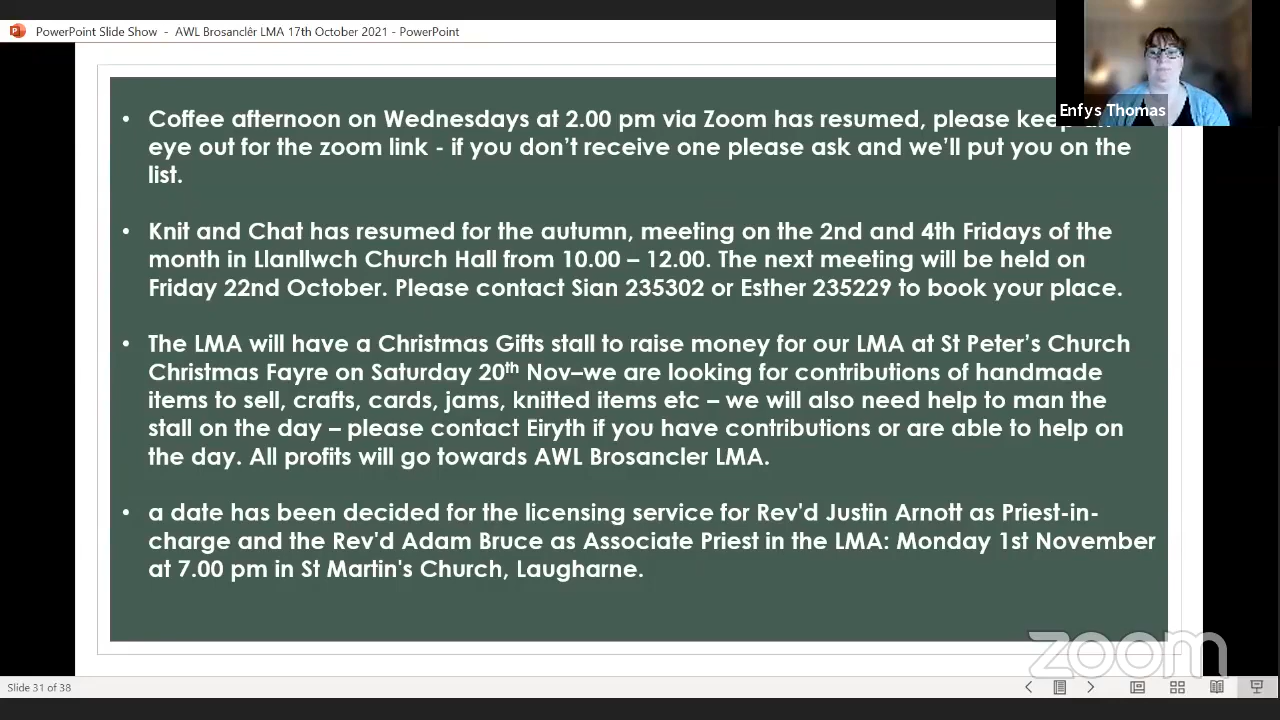 PowerPoint Slide Show - AWL Brosanclêr LMA 17th October 2021 - PowerPoint
Enfys Thomas
• Coffee afternoon on Wednesdays at 2.00 pm via Zoom has resumed, please keep an
eye out for the zoom link - if you don’t receive one please ask and we’ll put you on the
list.
• Knit and Chat has resumed for the autumn, meeting on the 2nd and 4th Fridays of the
month in Llanllwch Church Hall from 10.00 – 12.00. The next meeting will be held on
Friday 22nd October. Please contact Sian 235302 or Esther 235229 to book your place.
• The LMA will have a Christmas Gifts stall to raise money for our LMA at St Peter’s Church
Christmas Fayre on Saturday 20th Nov–we are looking for contributions of handmade
items to sell, crafts, cards, jams, knitted items etc – we will also need help to man the
stall on the day – please contact Eiryth if you have contributions or are able to help on
the day. All profits will go towards AWL Brosancler LMA.
• a date has been decided for the licensing service for Rev'd Justin Arnott as Priest-in-
charge and the Rev'd Adam Bruce as Associate Priest in the LMA: Monday 1st November
at 7.00 pm in St Martin's Church, Laugharne.
zoom
Slide 31 of 38